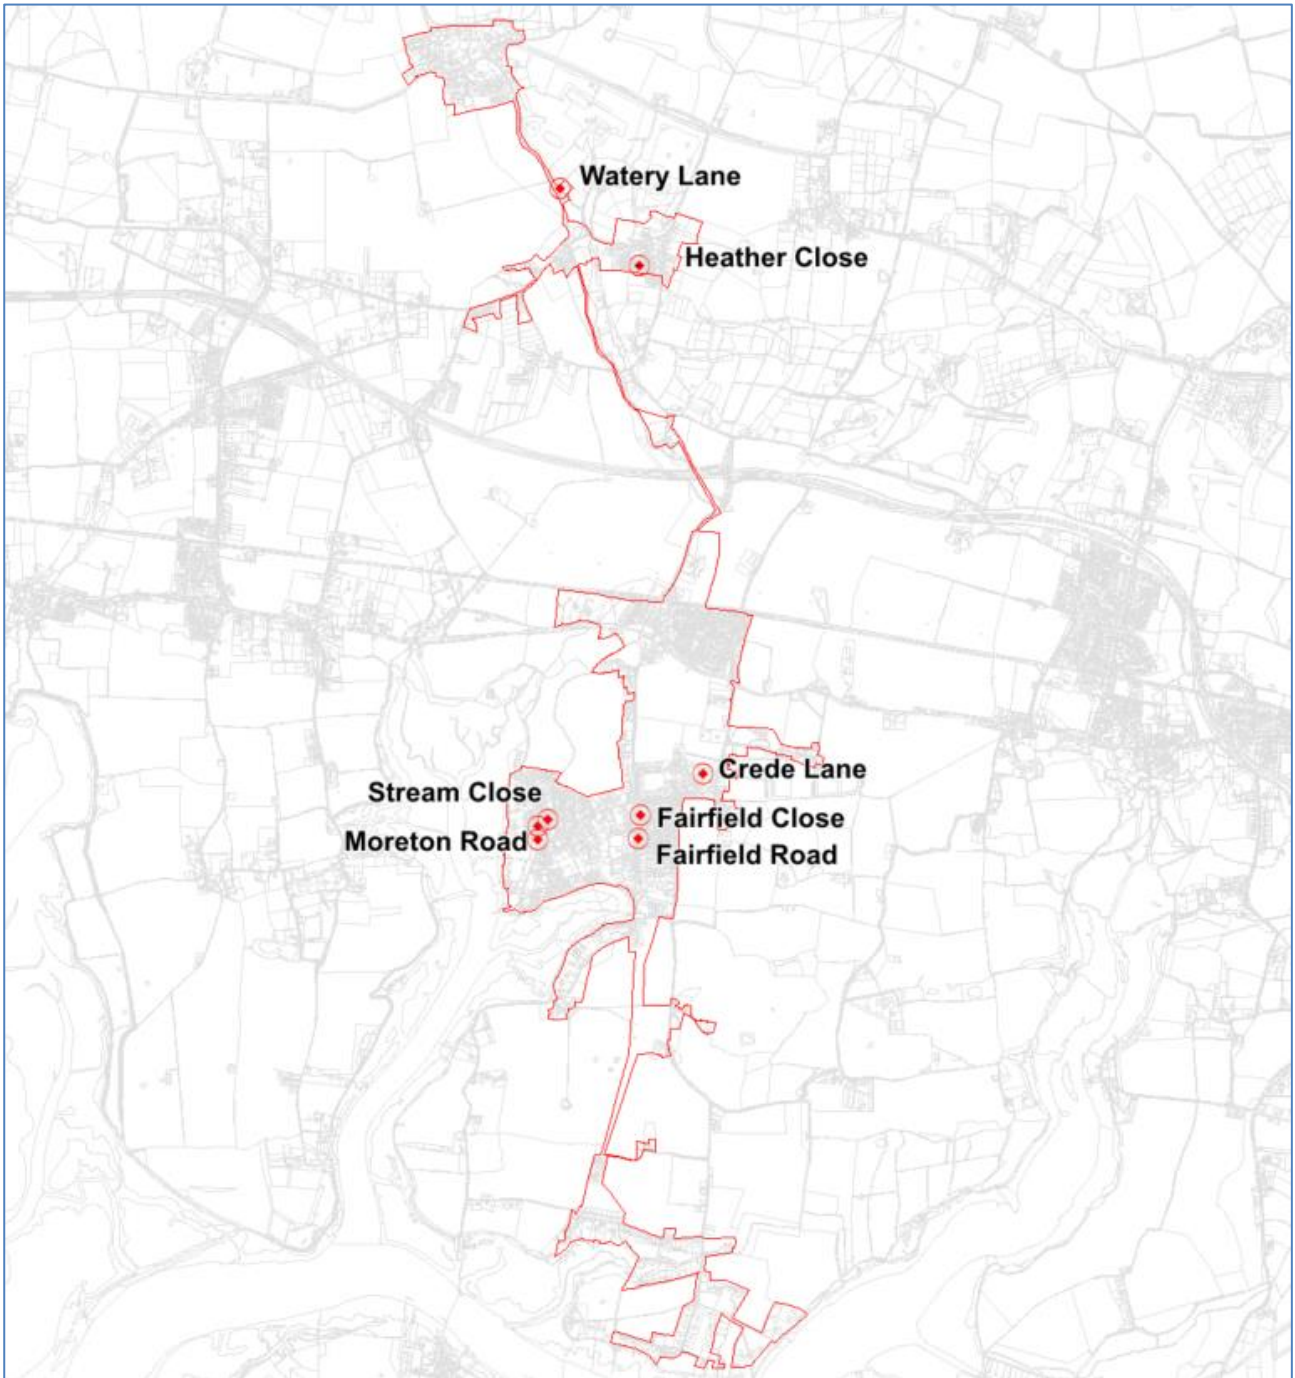 Watery Lane
Heather Close
Crede Lane
Stream Close
Fairfield Close
Moreton Road
Fairfield Road